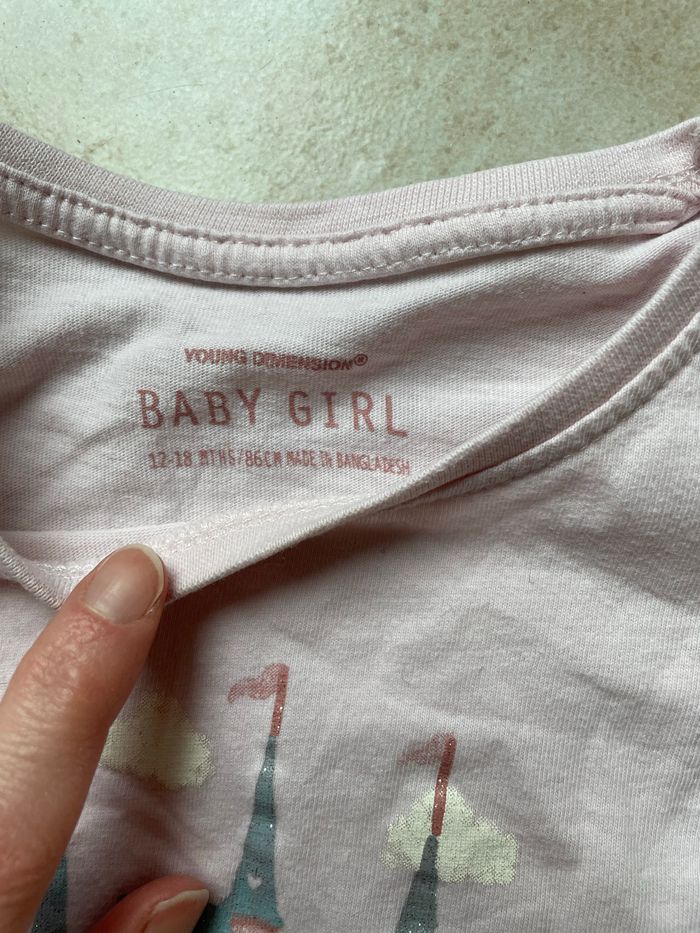 YOUNG DIMENSION®
BABY GIRL
12-18 MTHS/86CM MADE IN BANGLADESH